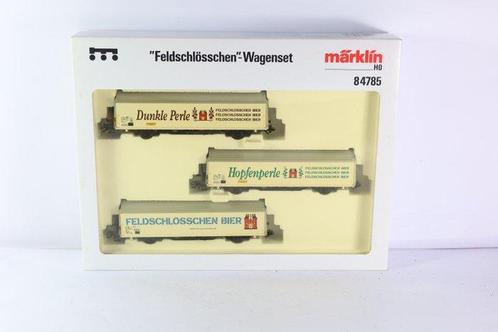 "Feldschlösschen"-Wagenset
märklin
HO
84785
Dunkle Perle
FELDSCHLÖSSCHEN BIER
FELDSCHLÖSSCHEN BIER
FELDSCHLÖSSCHEN BIER
Hopfenperle
FELDSCHLÖSSCHEN BIER
FELDSCHLÖSSCHEN BIER
FELDSCHLÖSSCHEN BIER
FELDSCHLÖSSCHEN BIER